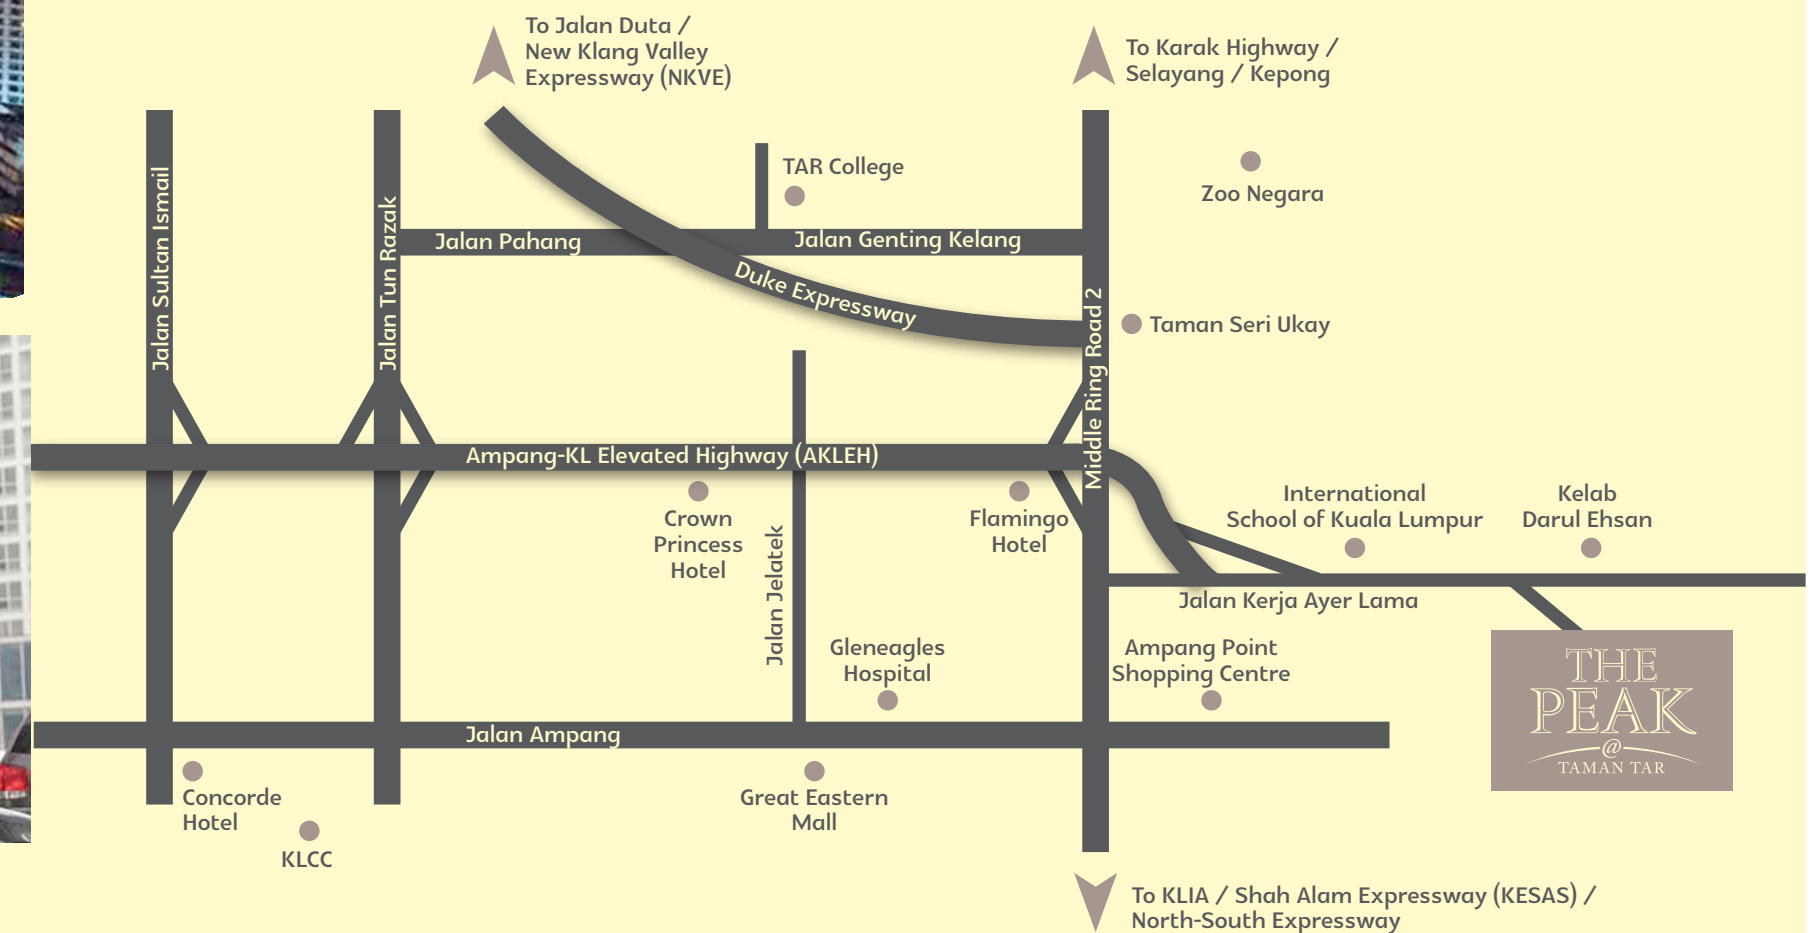 To Jalan Duta /
New Klang Valley
Expressway (NKVE)
To Karak Highway /
Selayang / Kepong
TAR College
Zoo Negara
Jalan Sultan Ismail
Jalan Tun Razak
Jalan Pahang
Jalan Genting Kelang
Duke Expressway
Middle Ring Road 2
Taman Seri Ukay
Ampang-KL Elevated Highway (AKLEH)
Crown
Princess
Hotel
Jalan Jelatek
Flamingo
Hotel
International
School of Kuala Lumpur
Kelab
Darul Ehsan
Jalan Kerja Ayer Lama
Gleneagles
Hospital
Ampang Point
Shopping Centre
THE
PEAK
@
TAMAN TAR
Jalan Ampang
Concorde
Hotel
KLCC
Great Eastern
Mall
To KLIA / Shah Alam Expressway (KESAS) /
North-South Expressway